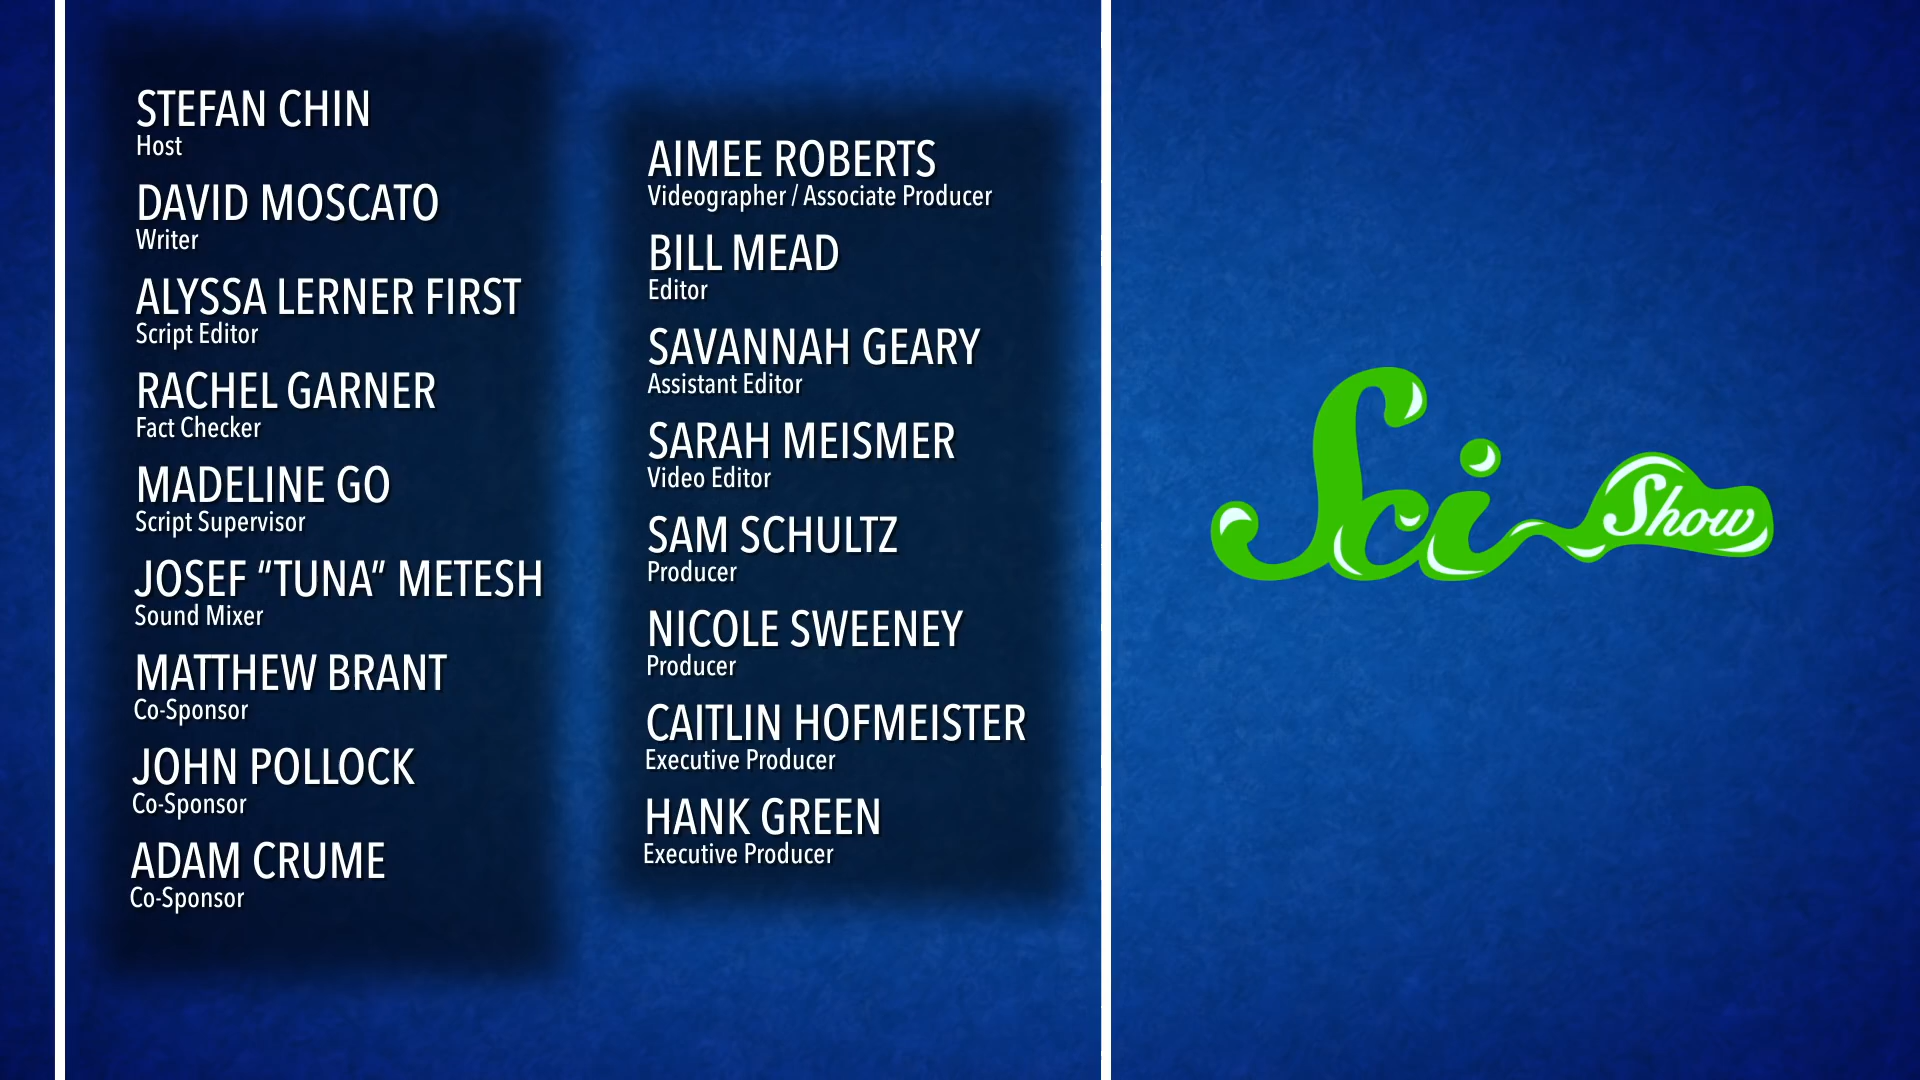 STEFAN CHIN
Host
DAVID MOSCATO
Writer
ALYSSA LERNER FIRST
Script Editor
RACHEL GARNER
Fact Checker
MADELINE GO
Script Supervisor
JOSEF “TUNA” METESH
Sound Mixer
MATTHEW BRANT
Co-Sponsor
JOHN POLLOCK
Co-Sponsor
ADAM CRUME
Co-Sponsor
AIMEE ROBERTS
Videographer / Associate Producer
BILL MEAD
Editor
SAVANNAH GEARY
Assistant Editor
SARAH MEISMER
Video Editor
SAM SCHULTZ
Producer
NICOLE SWEENEY
Producer
CAITLIN HOFMEISTER
Executive Producer
HANK GREEN
Executive Producer
Sci Show